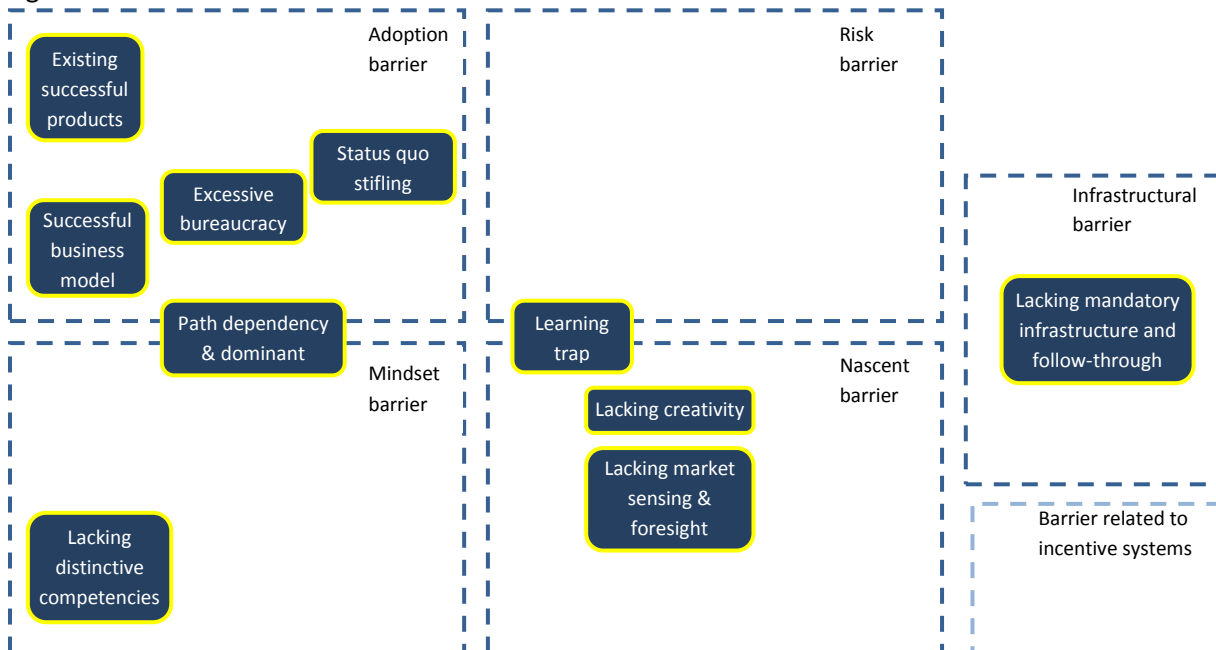 Adoption
barrier
Existing
successful
products
Status quo
stifling
Excessive
bureaucracy
Successful
business
model
Path dependency
& dominant
Risk
barrier
Learning
trap
Infrastructural
barrier
Lacking mandatory
infrastructure and
follow-through
Mindset
barrier
Lacking
distinctive
competencies
Nascent
barrier
Lacking creativity
Lacking market
sensing &
foresight
Barrier related to
incentive systems